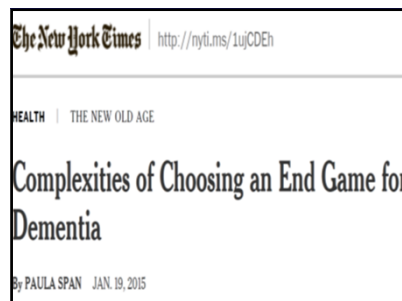 The New York Times | http://nyti.ms/1ujCDEh
HEALTH | THE NEW OLD AGE
Complexities of Choosing an End Game for
Dementia
By PAULA SPAN JAN. 19, 2015